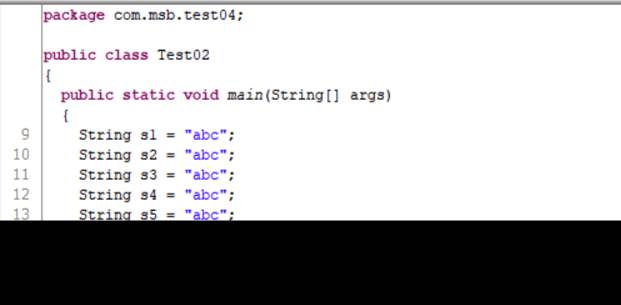 package com.msb.test04;
public class Test02
{
public static void main(String[] args)
{
9 String s1 = "abc";
10 String s2 = "abc";
11 String s3 = "abc";
12 String s4 = "abc";
13 String s5 = "abc";